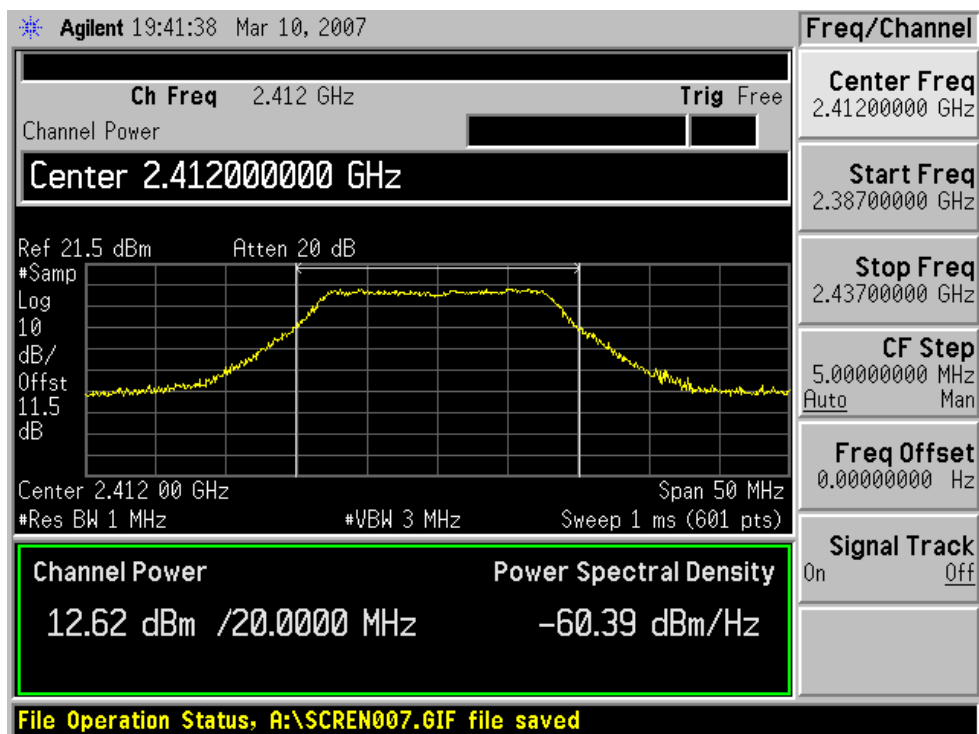 Agilent 19:41:38 Mar 10, 2007
Freq/Channel
Ch Freq 2.412 GHz Trig Free
Channel Power
Center 2.412000000 GHz
Ref 21.5 dBm Atten 20 dB
#Samp
Log
10
dB/
Offst
11.5
dB
Center 2.412 00 GHz Span 50 MHz
#Res BW 1 MHz #VBW 3 MHz Sweep 1 ms (601 pts)
Channel Power Power Spectral Density
12.62 dBm /20.0000 MHz -60.39 dBm/Hz
File Operation Status, A:\SCREN007.GIF file saved
Center Freq
2.41200000 GHz
Start Freq
2.38700000 GHz
Stop Freq
2.43700000 GHz
CF Step
5.00000000 MHz
Auto Man
Freq Offset
0.00000000 Hz
Signal Track
On Off